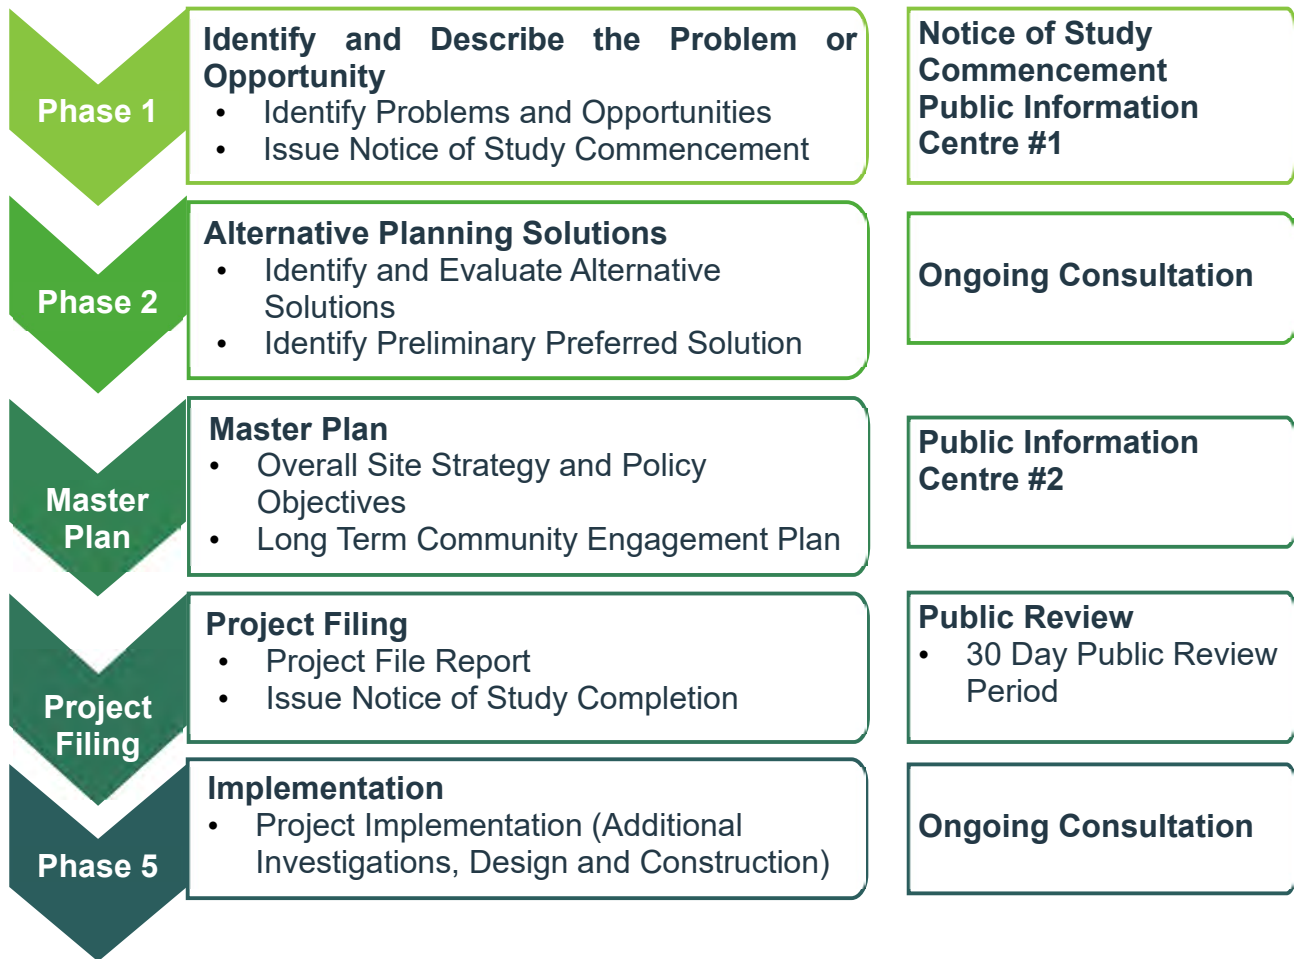 Phase 1
Identify and Describe the Problem or
Opportunity
• Identify Problems and Opportunities
• Issue Notice of Study Commencement
Notice of Study
Commencement
Public Information
Centre #1
Phase 2
Alternative Planning Solutions
• Identify and Evaluate Alternative
Solutions
• Identify Preliminary Preferred Solution
Ongoing Consultation
Master
Plan
Master Plan
• Overall Site Strategy and Policy
Objectives
• Long Term Community Engagement Plan
Public Information
Centre #2
Project
Filing
Project Filing
• Project File Report
• Issue Notice of Study Completion
Public Review
• 30 Day Public Review
Period
Phase 5
Implementation
• Project Implementation (Additional
Investigations, Design and Construction)
Ongoing Consultation